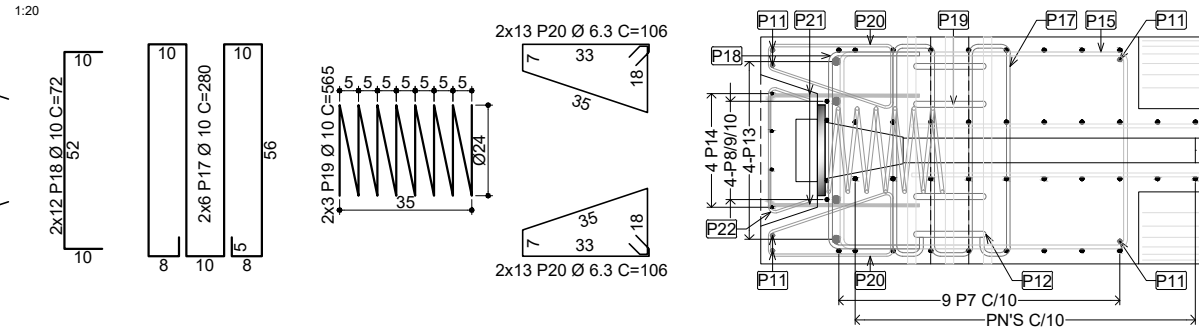 1:20
10
52
10
2x12 P18 Ø 10 C=72
10
10
2x6 P17 Ø 10 C=280
56
5
8
10
8
5 5 5 5 5 5 5
2x3 P19 Ø 10 C=565
Ø24
35
2x13 P20 Ø 6.3 C=106
33
7
18
35
35
18
7
33
2x13 P20 Ø 6.3 C=106
P11
P21
P20
P19
P17
P15
P11
P18
4 P14
4-P8/9/10
4-P13
P22
P11
P20
P12
P11
9 P7 C/10
PN'S C/10